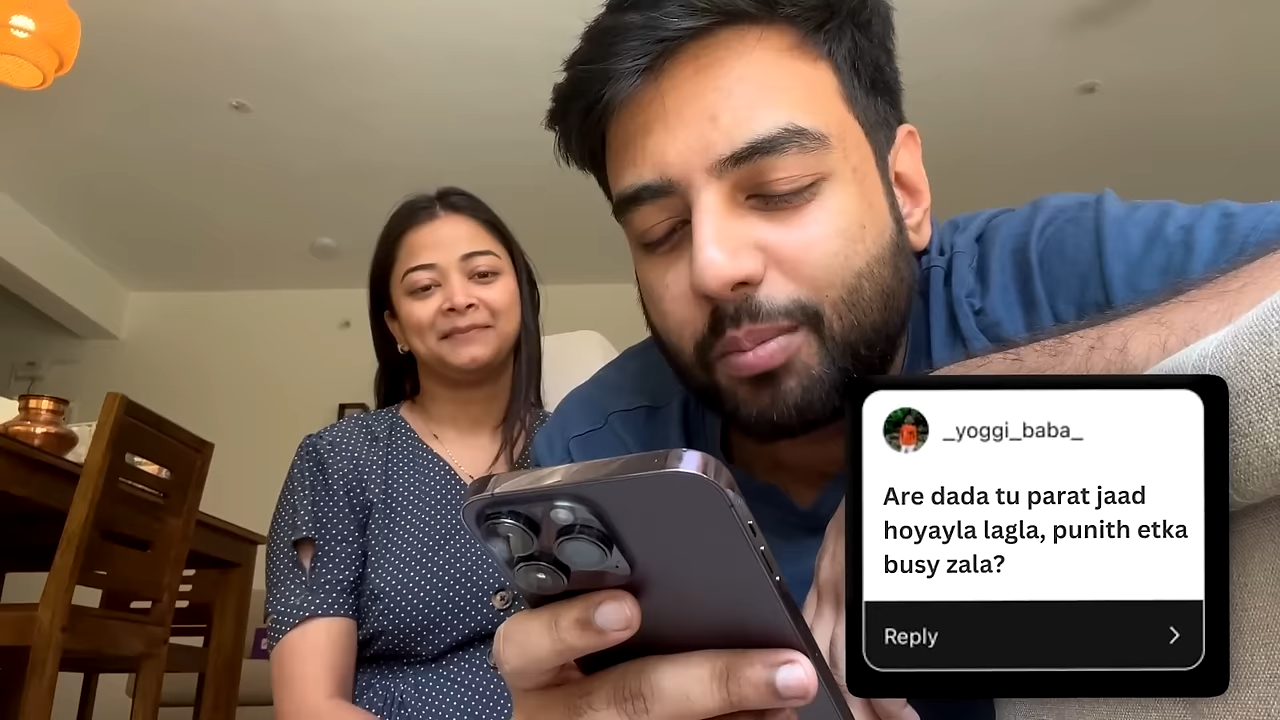 _yoggi_baba_
Are dada tu parat jaad
hoyayla lagla, punith etka
busy zala?
Reply